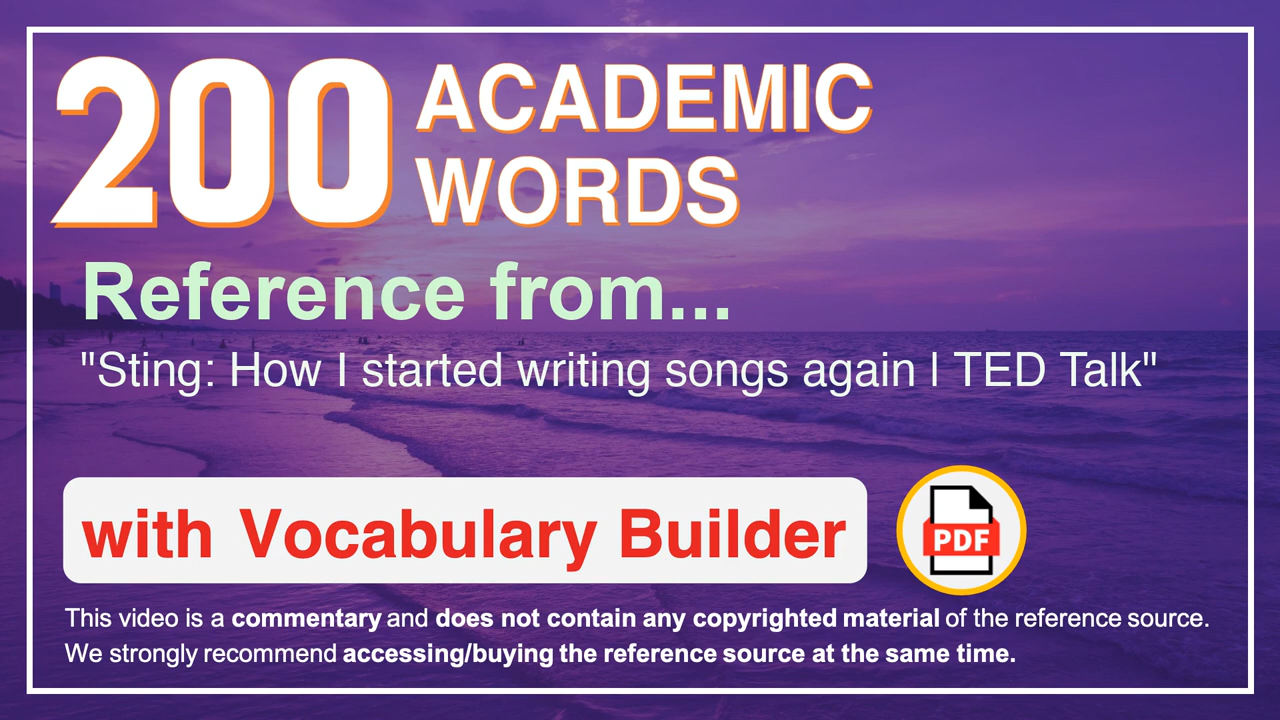 200 ACADEMIC
WORDS
Reference from...
"Sting: How I started writing songs again | TED Talk"
with Vocabulary Builder
PDF
This video is a commentary and does not contain any copyrighted material of the reference source.
We strongly recommend accessing/buying the reference source at the same time.